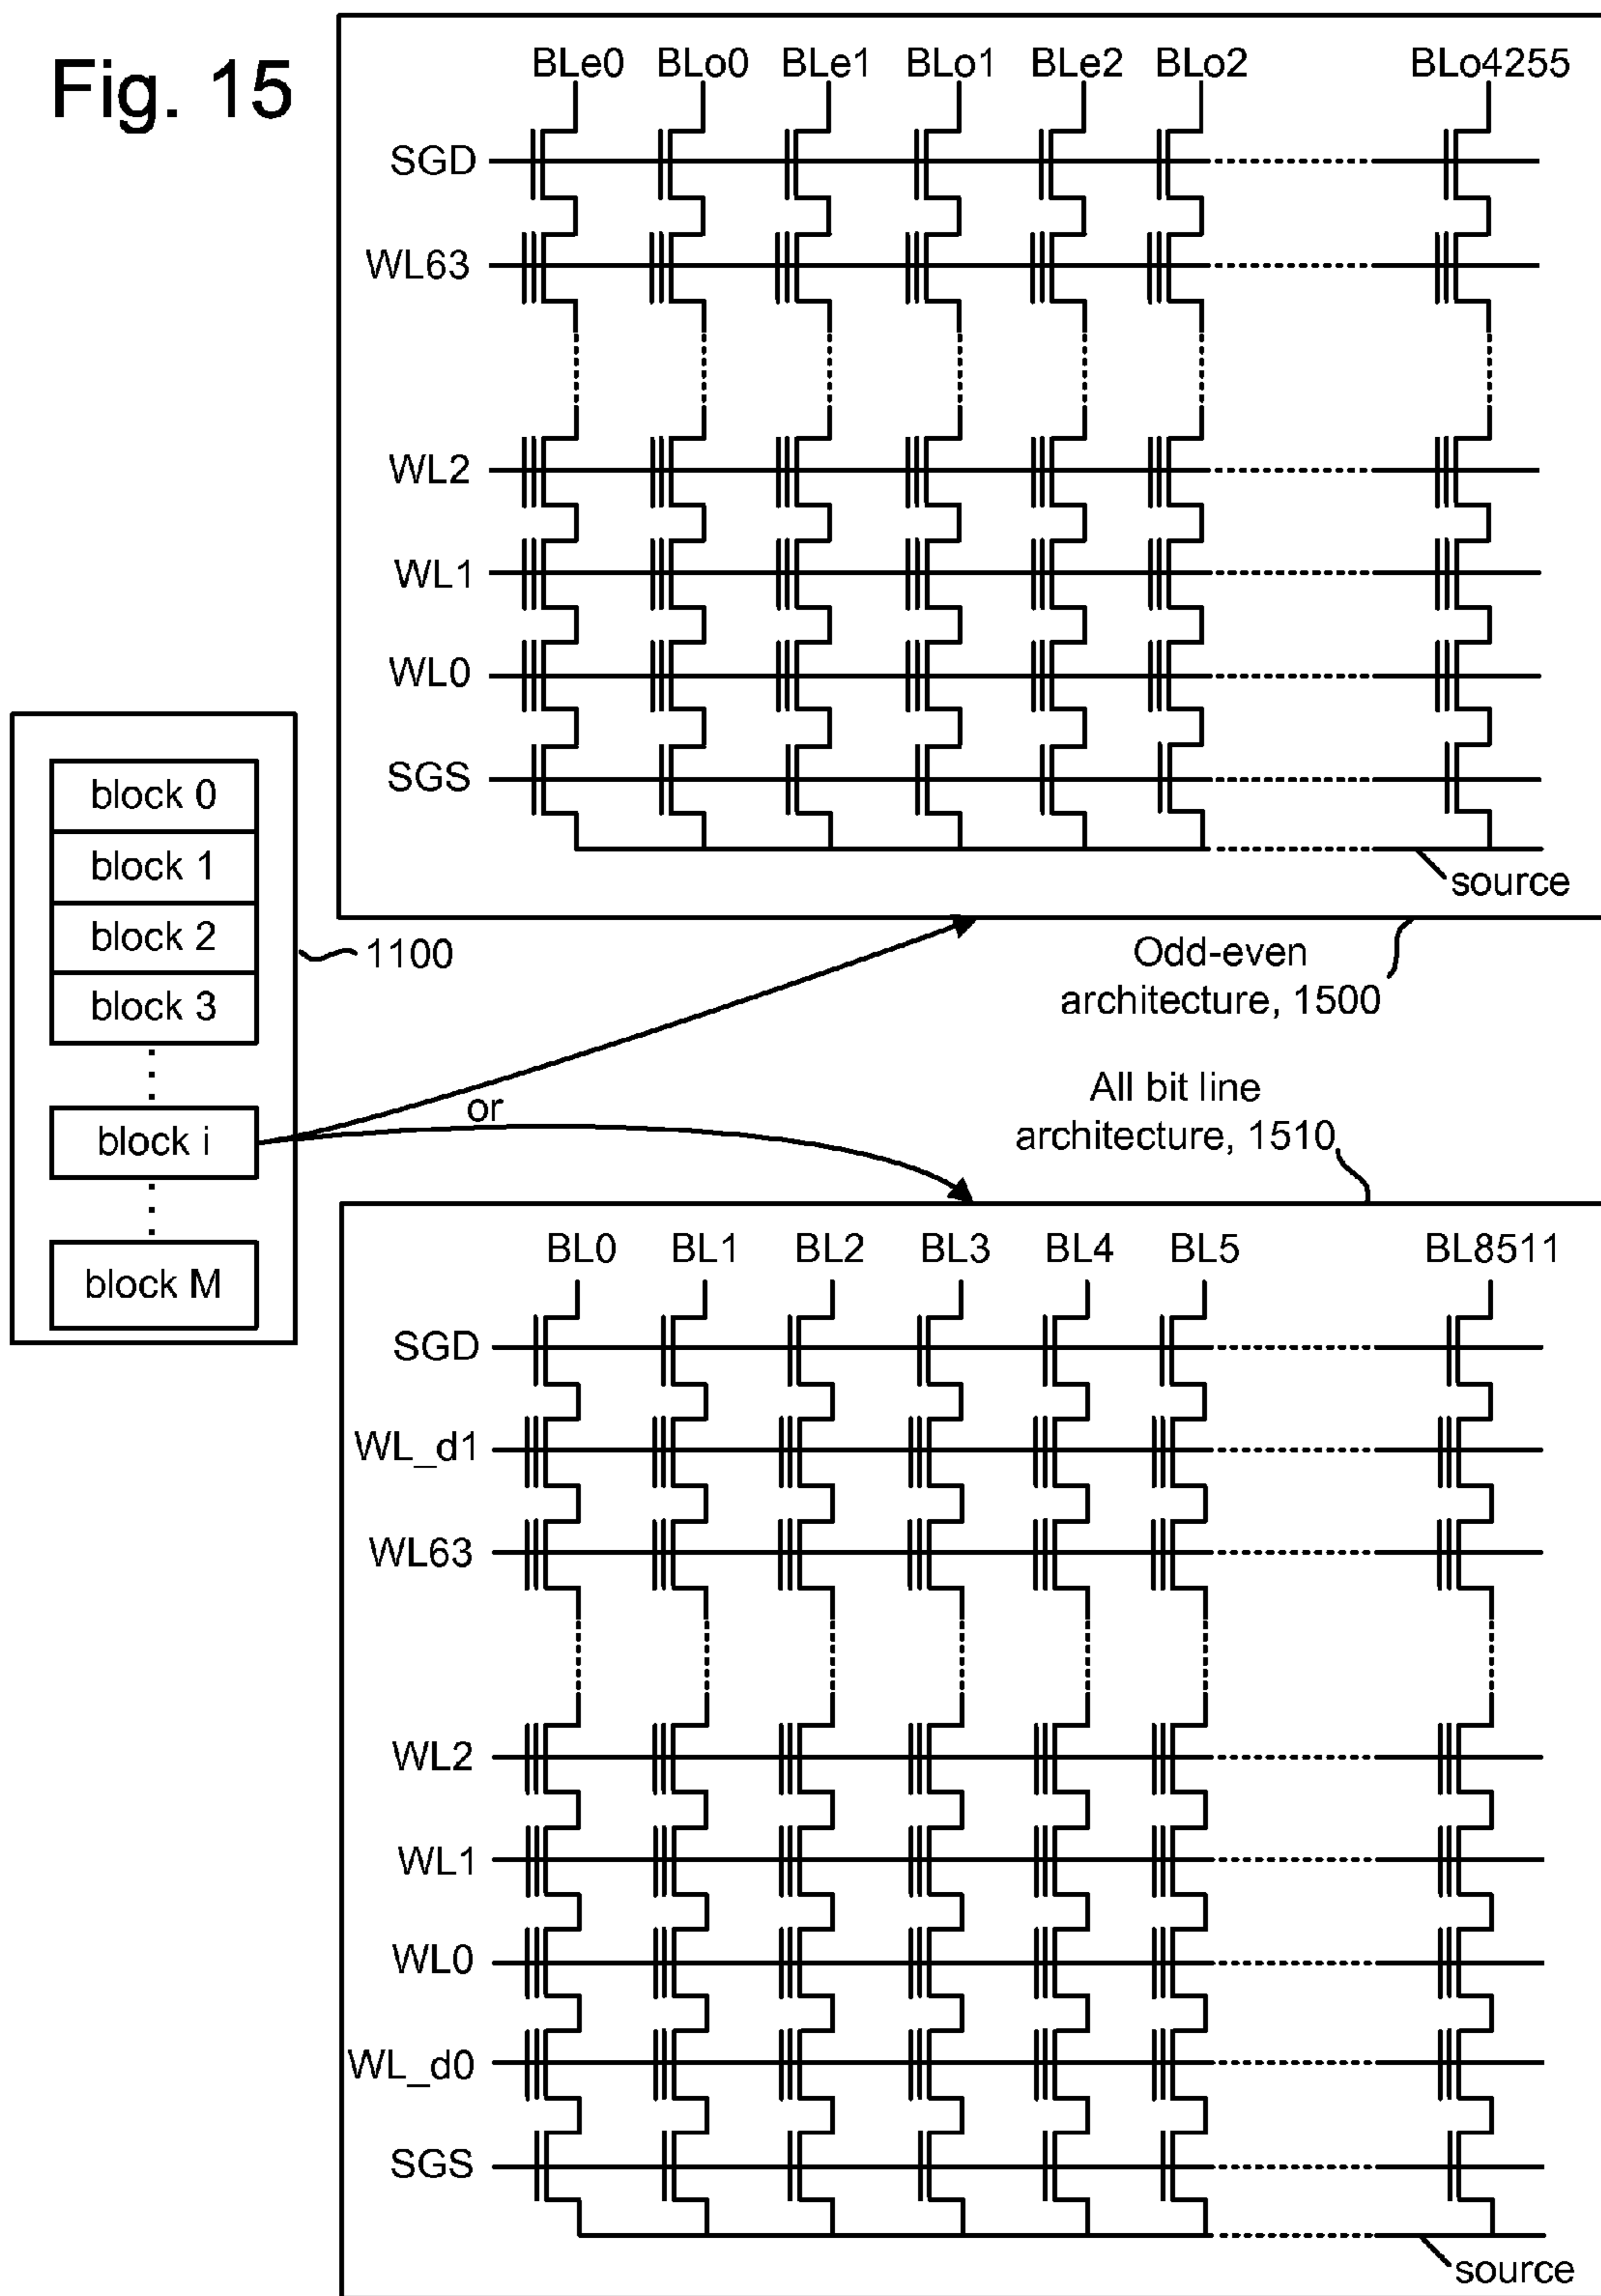 Fig. 15
BLe0 BLo0 BLe1 BLo1 BLe2 BLo2 BLo4255
SGD
WL63
WL2
WL1
WL0
SGS
source
block 0
block 1
block 2
block 3
block i
block M
1100
Odd-even
architecture, 1500
or
All bit line
architecture, 1510
BL0 BL1 BL2 BL3 BL4 BL5 BL8511
SGD
WL_d1
WL63
WL2
WL1
WL0
WL_d0
SGS
source